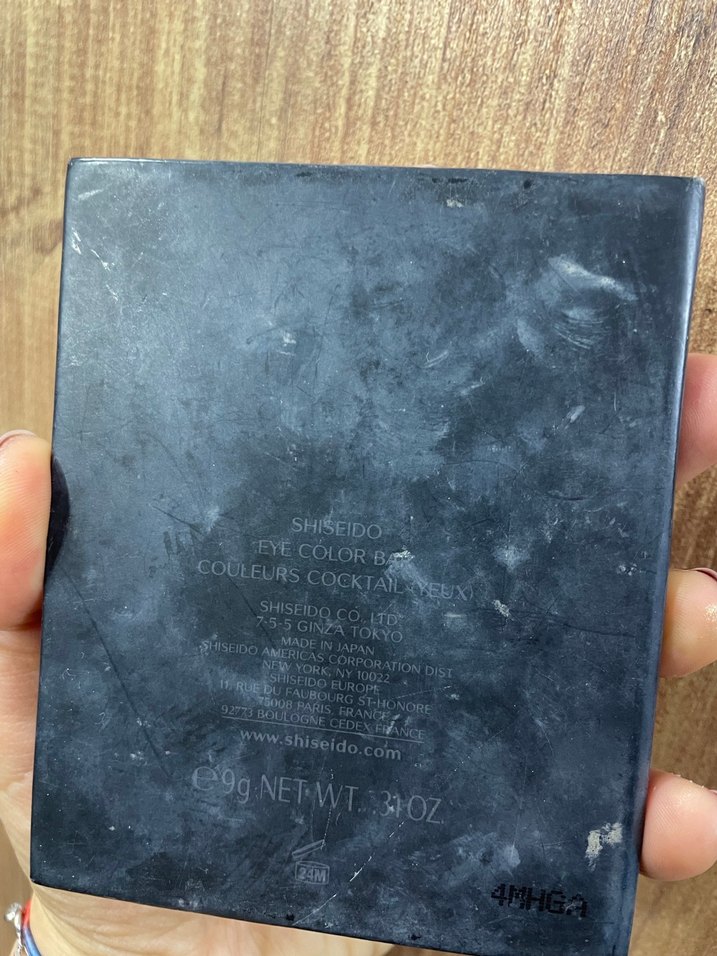 SHISEIDO
EYE COLOR BAR
COULEURS COCKTAIL (YEUX)
SHISEIDO CO., LTD
7-5-5 GINZA TOKYO
MADE IN JAPAN
SHISEIDO AMERICAS CORPORATION DIST
NEW YORK, NY 10022
SHISEIDO EUROPE
11, RUE DU FAUBOURG ST-HONORE
75008 PARIS, FRANCE
92773 BOULOGNE CEDEX FRANCE
www.shiseido.com
℮ 9g NET WT. .31 OZ
24M
4MHGA